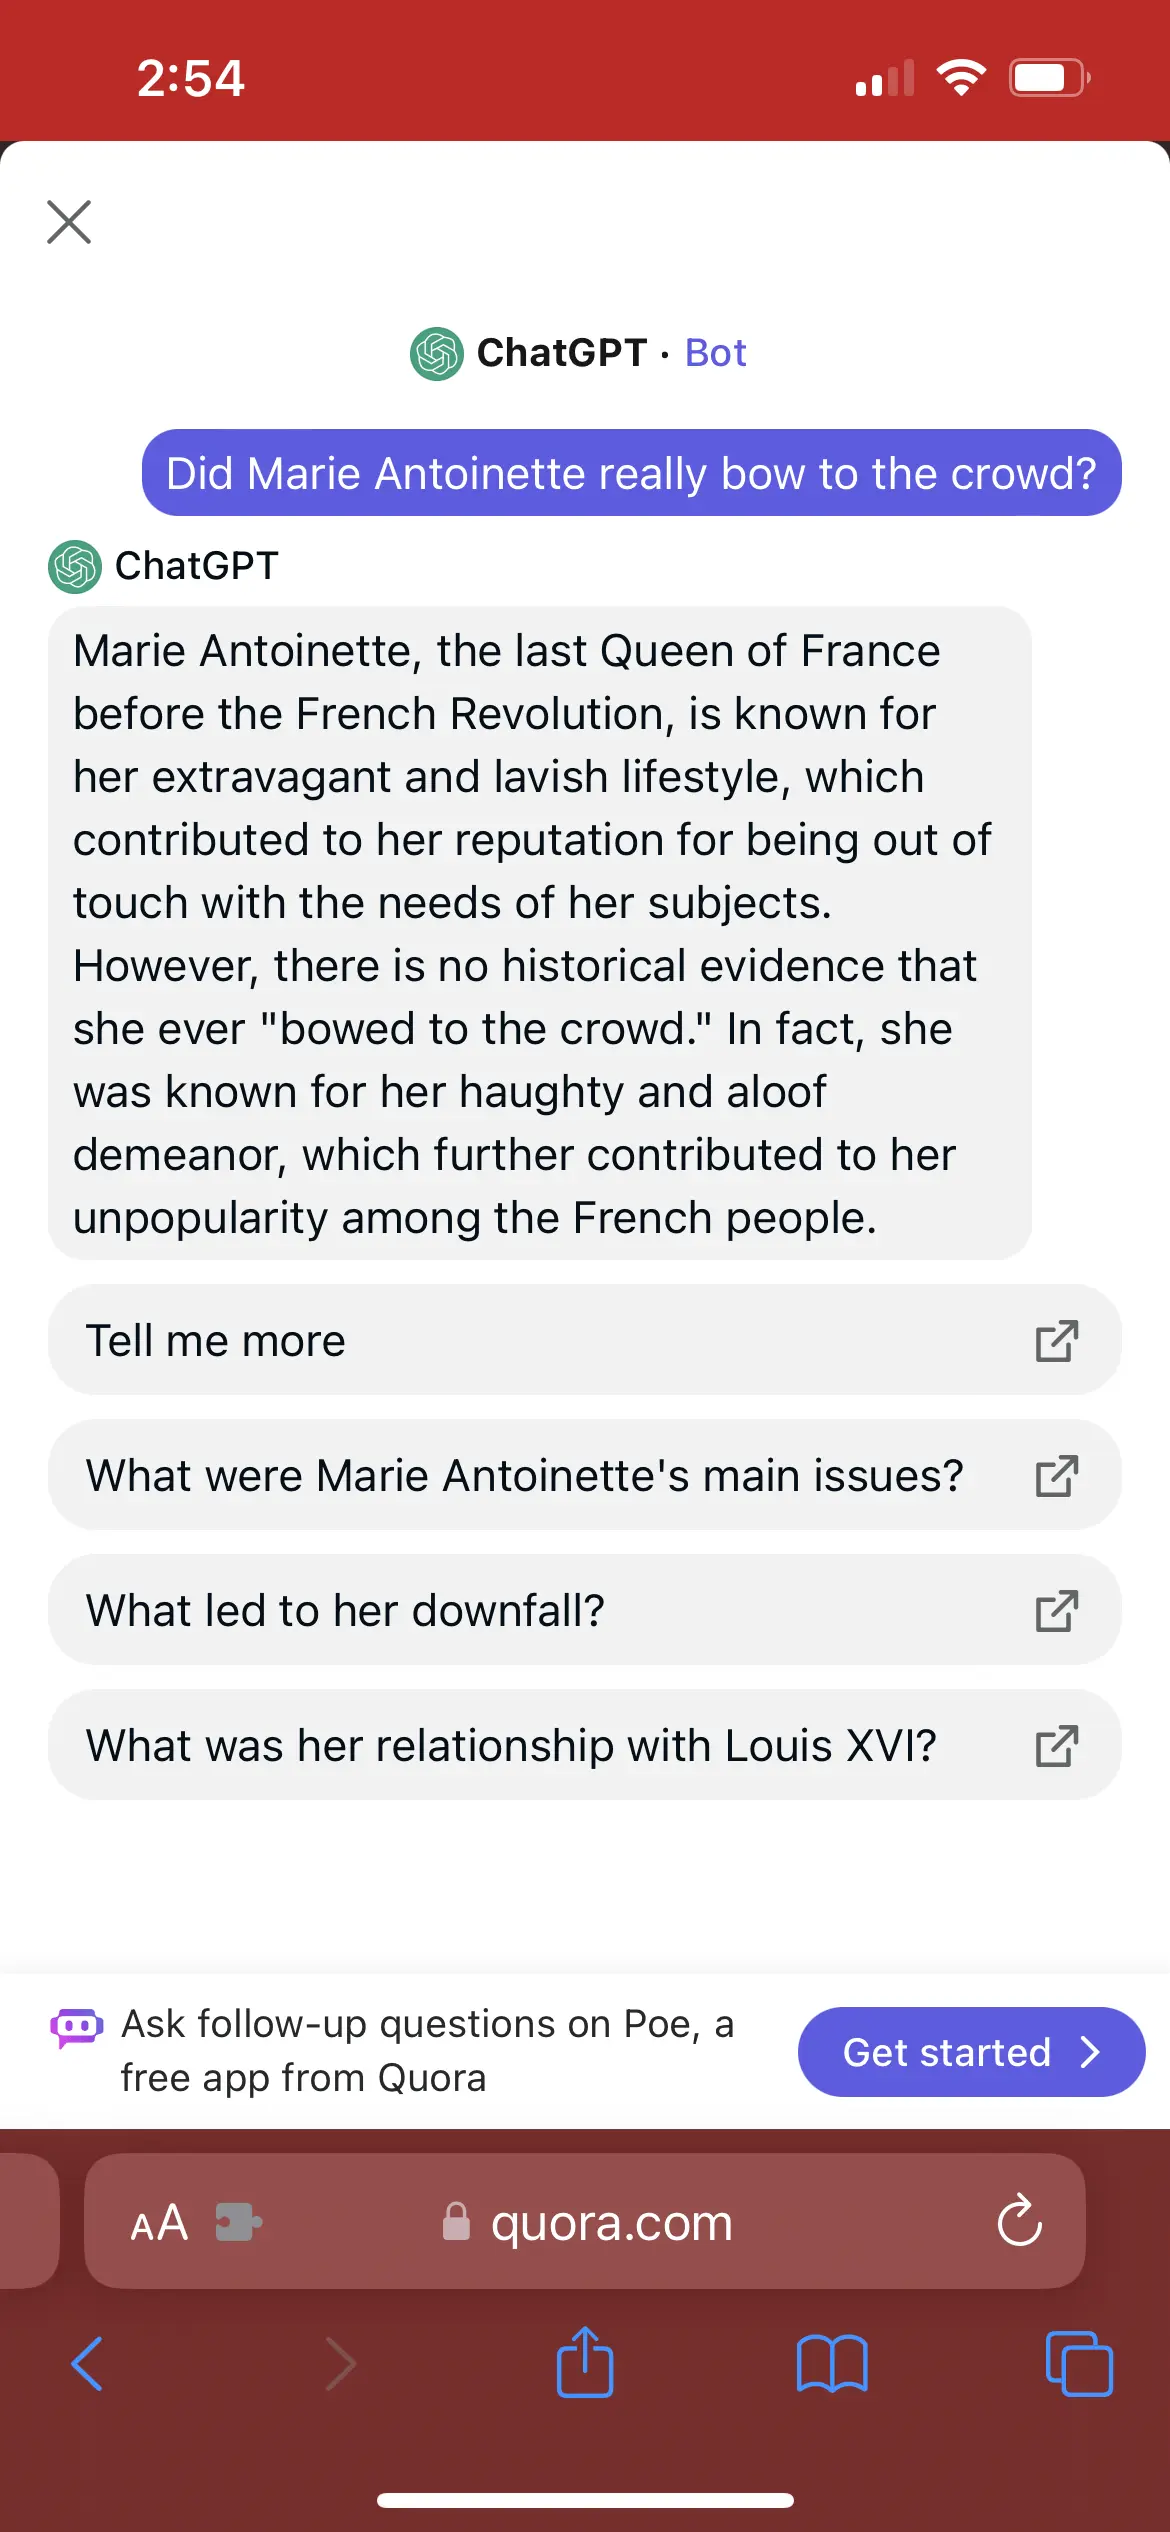 2:54
ChatGPT · Bot
Did Marie Antoinette really bow to the crowd?
ChatGPT
Marie Antoinette, the last Queen of France
before the French Revolution, is known for
her extravagant and lavish lifestyle, which
contributed to her reputation for being out of
touch with the needs of her subjects.
However, there is no historical evidence that
she ever "bowed to the crowd." In fact, she
was known for her haughty and aloof
demeanor, which further contributed to her
unpopularity among the French people.
Tell me more
What were Marie Antoinette's main issues?
What led to her downfall?
What was her relationship with Louis XVI?
Ask follow-up questions on Poe, a
free app from Quora
Get started
AA quora.com